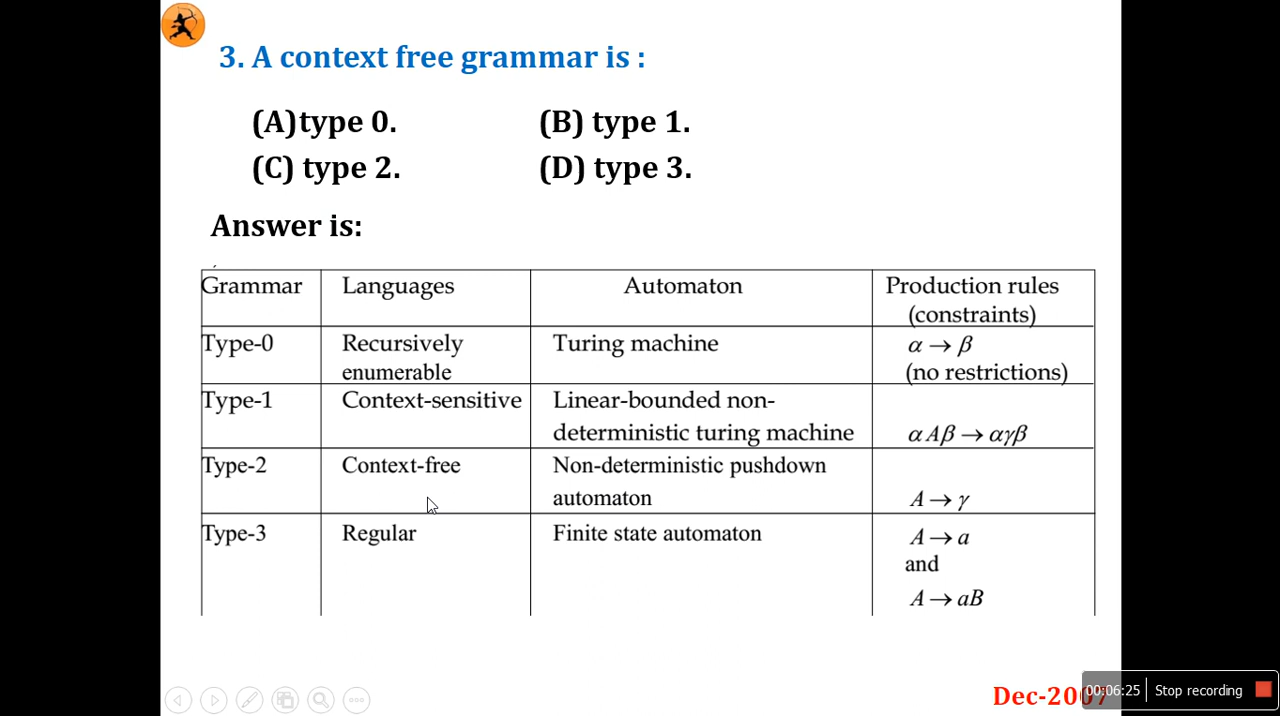 3. A context free grammar is :
(A)type 0. (B) type 1.
(C) type 2. (D) type 3.
Answer is:
Grammar Languages Automaton Production rules
(constraints)
Type-0 Recursively Turing machine α → β
enumerable (no restrictions)
Type-1 Context-sensitive Linear-bounded non-
deterministic turing machine αAβ → αγβ
Type-2 Context-free Non-deterministic pushdown
automaton A → γ
Type-3 Regular Finite state automaton A → a
and
A → aB
Dec-2007
00:06:25 Stop recording